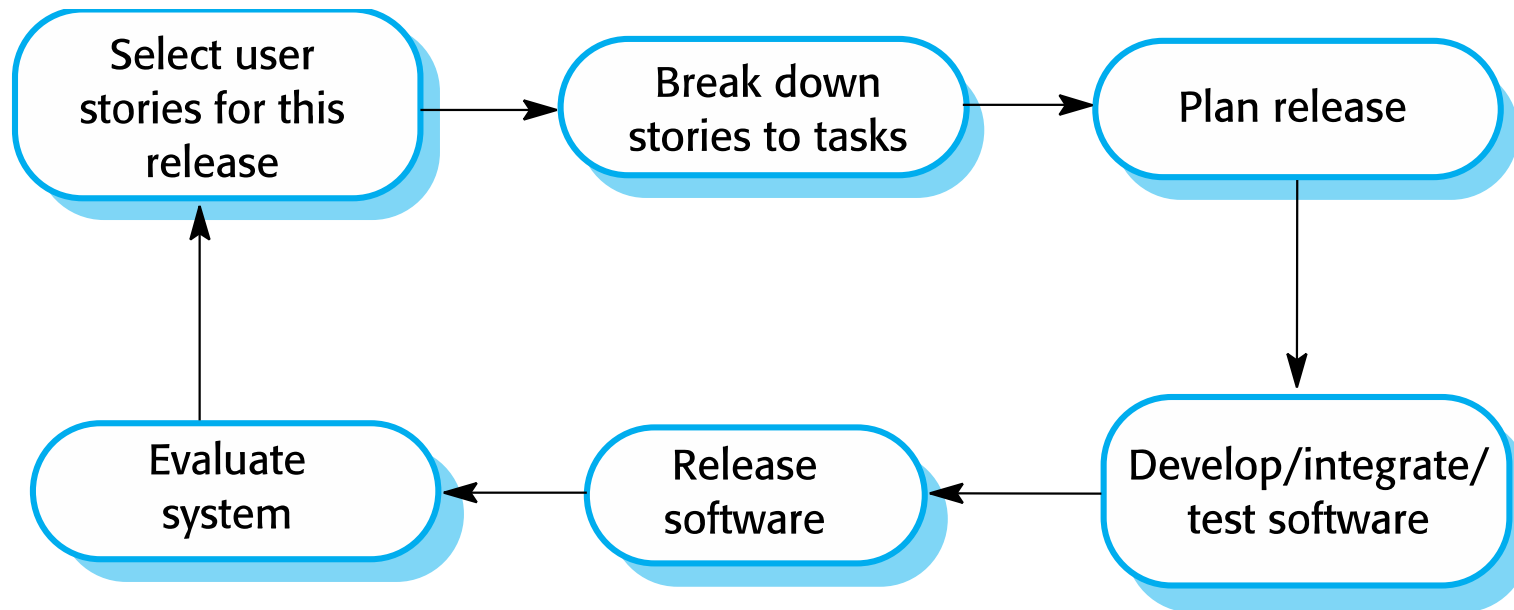 Select user
stories for this
release
Break down
stories to tasks
Plan release
Develop/integrate/
test software
Release
software
Evaluate
system